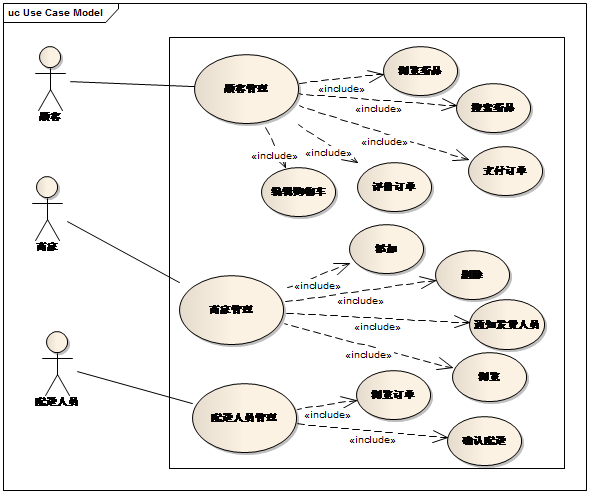 uc Use Case Model
顾客
顾客管理
浏览商品
«include»
搜索商品
«include»
支付订单
«include»
评价订单
«include»
编辑购物车
«include»
商家
商家管理
添加
«include»
删除
«include»
通知发货人员
«include»
浏览
«include»
配送人员
配送人员管理
浏览订单
«include»
确认配送
«include»